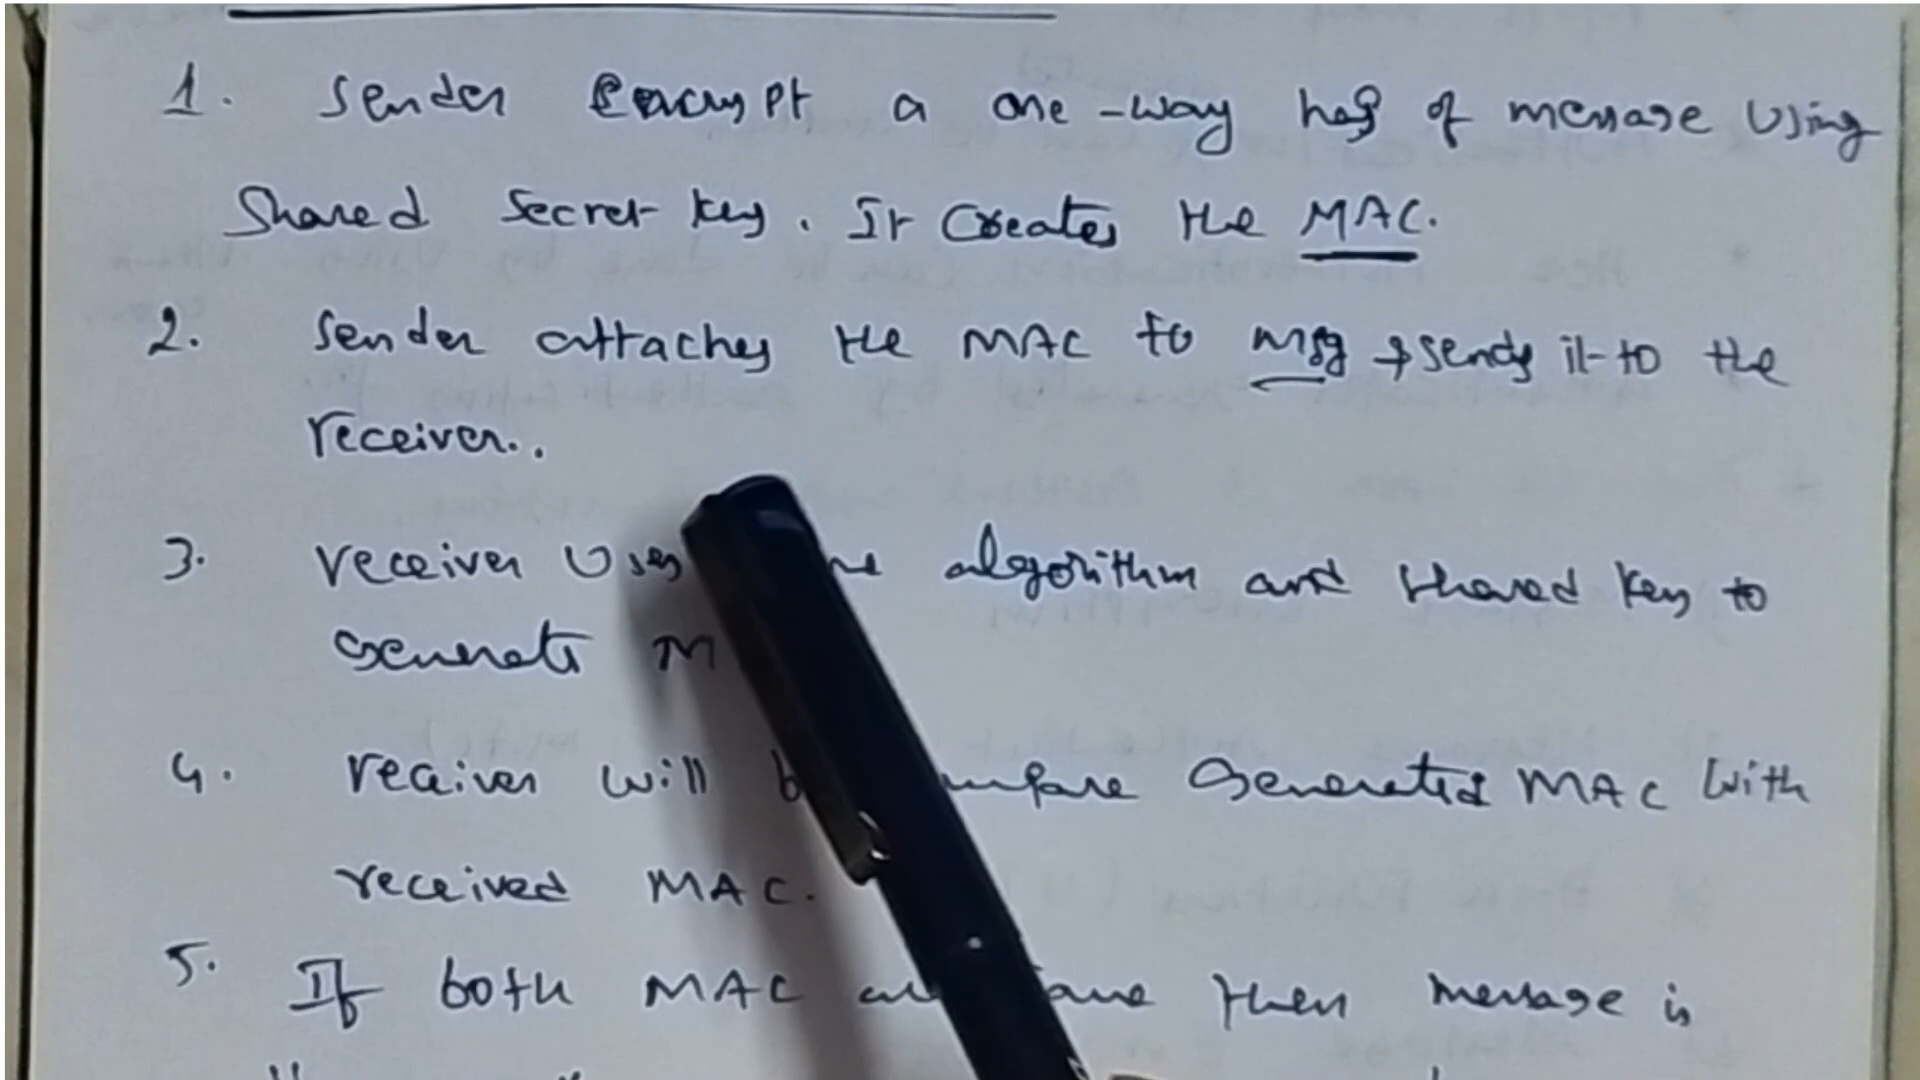 1. Sender Encrypt a one-way hash of message Using
Shared Secret key. It Creates the MAC.
2. Sender attaches the MAC to msg + sends it to the
receiver..
3. receiver Uses algorithm and shared key to
generate M
4. receiver will generated MAC with
received MAC.
5. If both MAC then message is